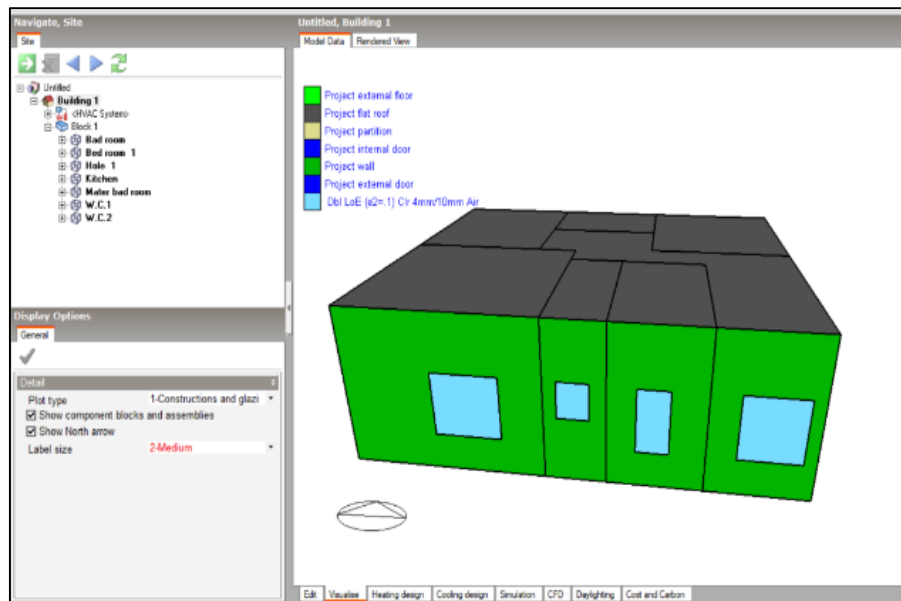 Navigate, Site
Site
Untitled
Building 1
<HVAC System>
Block 1
Bad room
Bed room 1
Hole 1
Kitchen
Mater bad room
W.C.1
W.C.2
Display Options
General
Detail
Plot type 1-Constructions and glazi
Show component blocks and assemblies
Show North arrow
Label size 2-Medium
Untitled, Building 1
Model Data Rendered View
Project external floor
Project flat roof
Project partition
Project internal door
Project wall
Project external door
Dbl LoE (e2=.1) Clr 4mm/10mm Air
Edit Visualise Heating design Cooling design Simulation CFD Daylighting Cost and Carbon